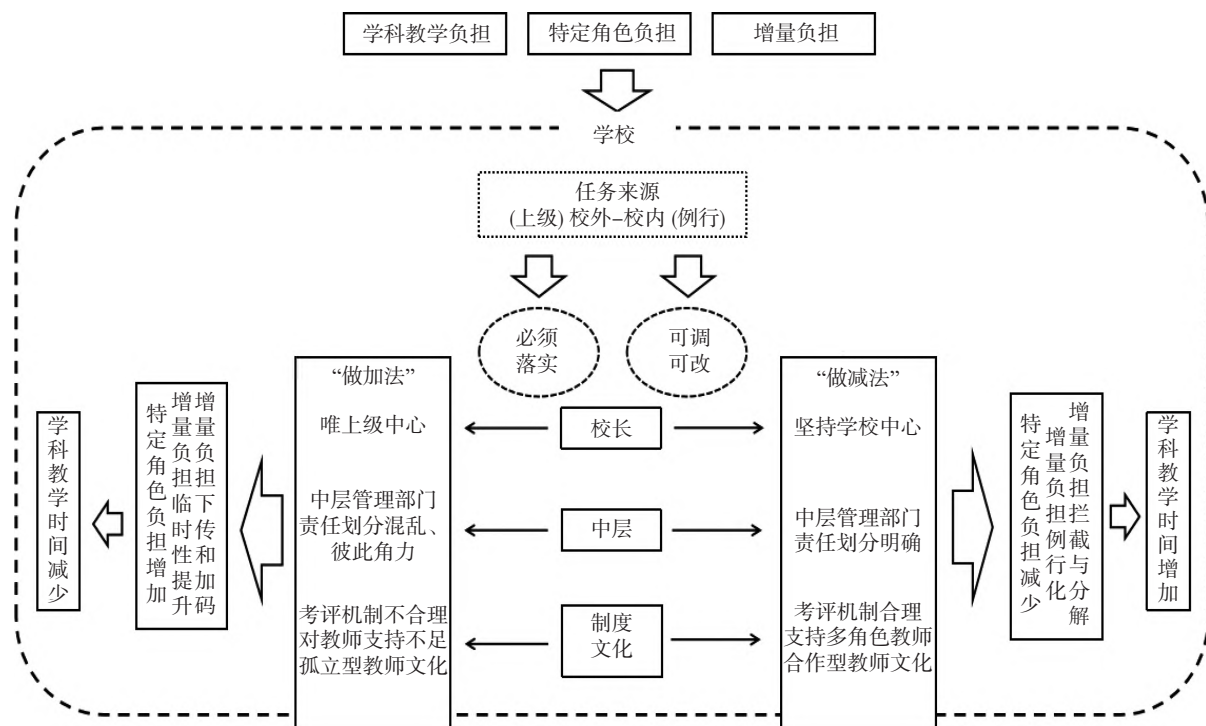 学科教学负担
特定角色负担
增量负担
学校
任务来源
(上级) 校外-校内 (例行)
必须
落实
可调
可改
“做加法”
“做减法”
唯上级中心
校长
坚持学校中心
中层管理部门
责任划分混乱、
彼此角力
中层
中层管理部门
责任划分明确
考评机制不合理
对教师支持不足
孤立型教师文化
制度
文化
考评机制合理
支持多角色教师
合作型教师文化
增量负担下传和加码
增量负担临时性提升
特定角色负担增加
学科教学时间减少
增量负担拦截与分解
增量负担例行化
特定角色负担减少
学科教学时间增加